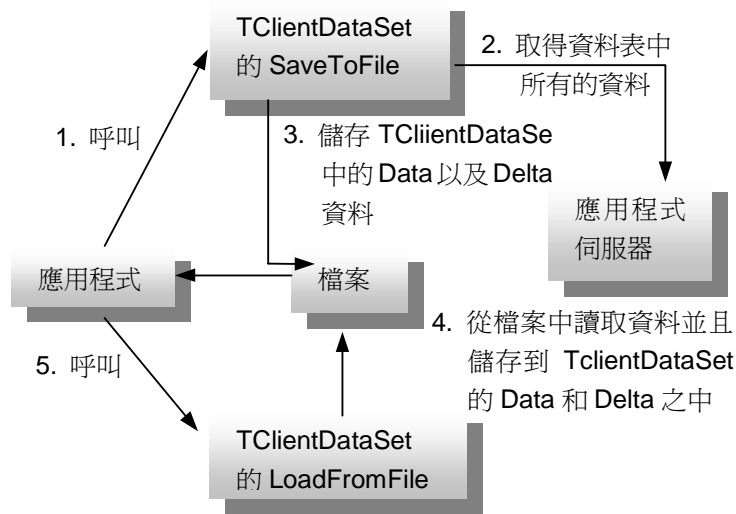 TClientDataSet
的 SaveToFile
2. 取得資料表中
所有的資料
1. 呼叫
3. 儲存 TCliientDataSe
中的 Data 以及 Delta
資料
應用程式
伺服器
應用程式
檔案
4. 從檔案中讀取資料並且
儲存到 TclientDataSet
的 Data 和 Delta 之中
5. 呼叫
TClientDataSet
的 LoadFromFile